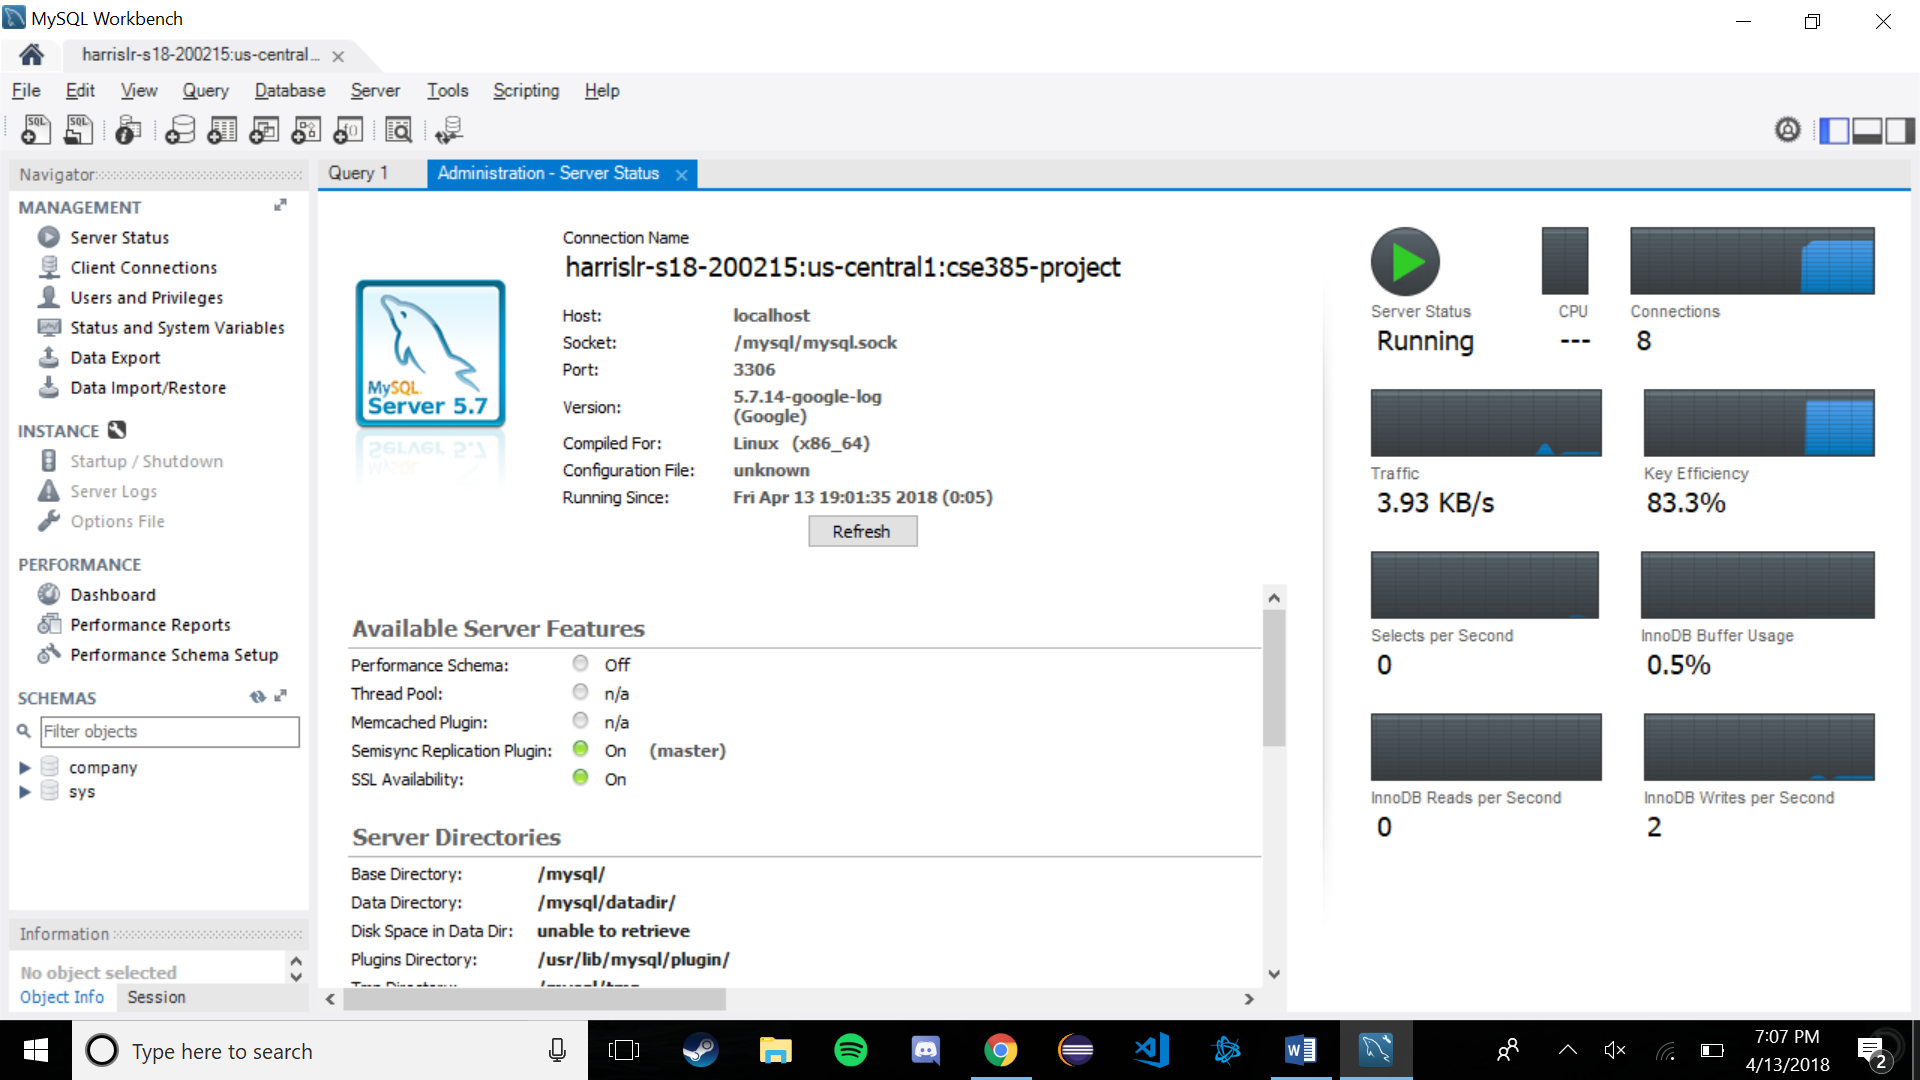 MySQL Workbench
harrislr-s18-200215:us-central...
File Edit View Query Database Server Tools Scripting Help
Navigator
MANAGEMENT
Server Status
Client Connections
Users and Privileges
Status and System Variables
Data Export
Data Import/Restore
INSTANCE
Startup / Shutdown
Server Logs
Options File
PERFORMANCE
Dashboard
Performance Reports
Performance Schema Setup
SCHEMAS
Filter objects
company
sys
Information
No object selected
Object Info Session
Query 1 Administration - Server Status
MySQL
Server 5.7
Connection Name
harrislr-s18-200215:us-central1:cse385-project
Host: localhost
Socket: /mysql/mysql.sock
Port: 3306
Version: 5.7.14-google-log
(Google)
Compiled For: Linux (x86_64)
Configuration File: unknown
Running Since: Fri Apr 13 19:01:35 2018 (0:05)
Refresh
Available Server Features
Performance Schema: Off
Thread Pool: n/a
Memcached Plugin: n/a
Semisync Replication Plugin: On (master)
SSL Availability: On
Server Directories
Base Directory: /mysql/
Data Directory: /mysql/datadir/
Disk Space in Data Dir: unable to retrieve
Plugins Directory: /usr/lib/mysql/plugin/
Server Status
Running
CPU
---
Connections
8
Traffic
3.93 KB/s
Key Efficiency
83.3%
Selects per Second
0
InnoDB Buffer Usage
0.5%
InnoDB Reads per Second
0
InnoDB Writes per Second
2
Type here to search
7:07 PM
4/13/2018
2